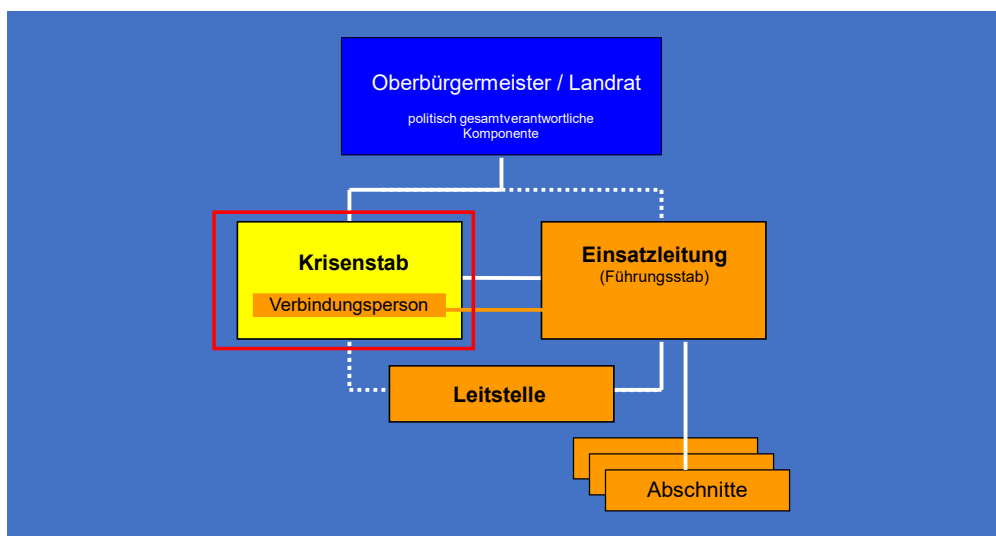 Oberbürgermeister / Landrat
politisch gesamtverantwortliche
Komponente
Krisenstab
Verbindungsperson
Einsatzleitung
(Führungsstab)
Leitstelle
Abschnitte